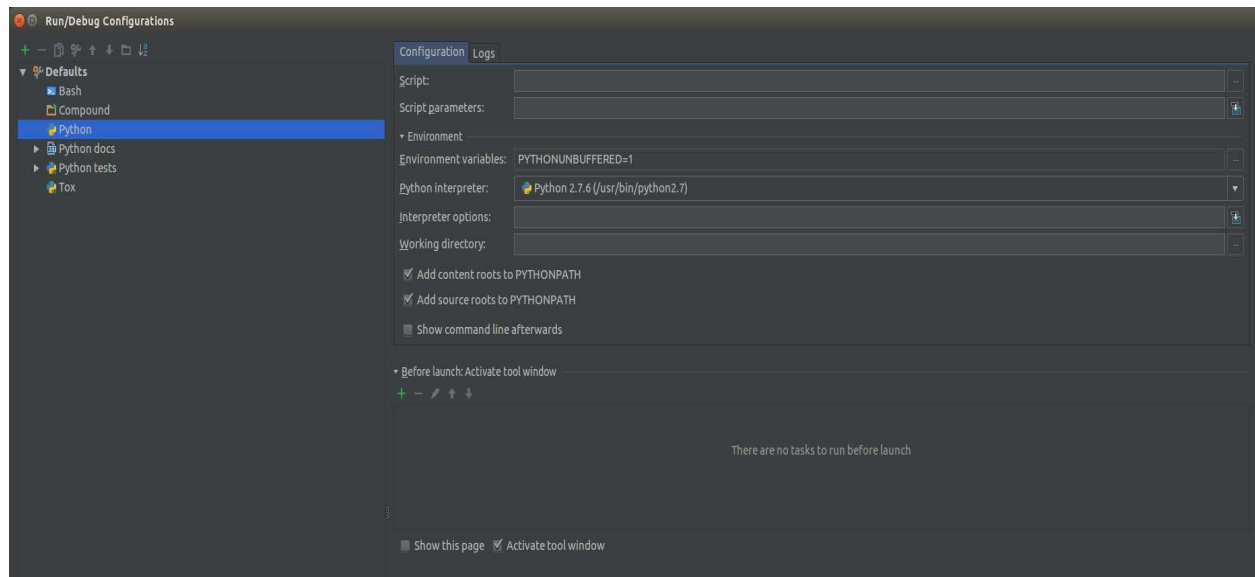 Run/Debug Configurations
Defaults
Bash
Compound
Python
Python docs
Python tests
Tox
Configuration Logs
Script:
Script parameters:
Environment
Environment variables: PYTHONUNBUFFERED=1
Python interpreter: Python 2.7.6 (/usr/bin/python2.7)
Interpreter options:
Working directory:
Add content roots to PYTHONPATH
Add source roots to PYTHONPATH
Show command line afterwards
Before launch: Activate tool window
There are no tasks to run before launch
Show this page Activate tool window